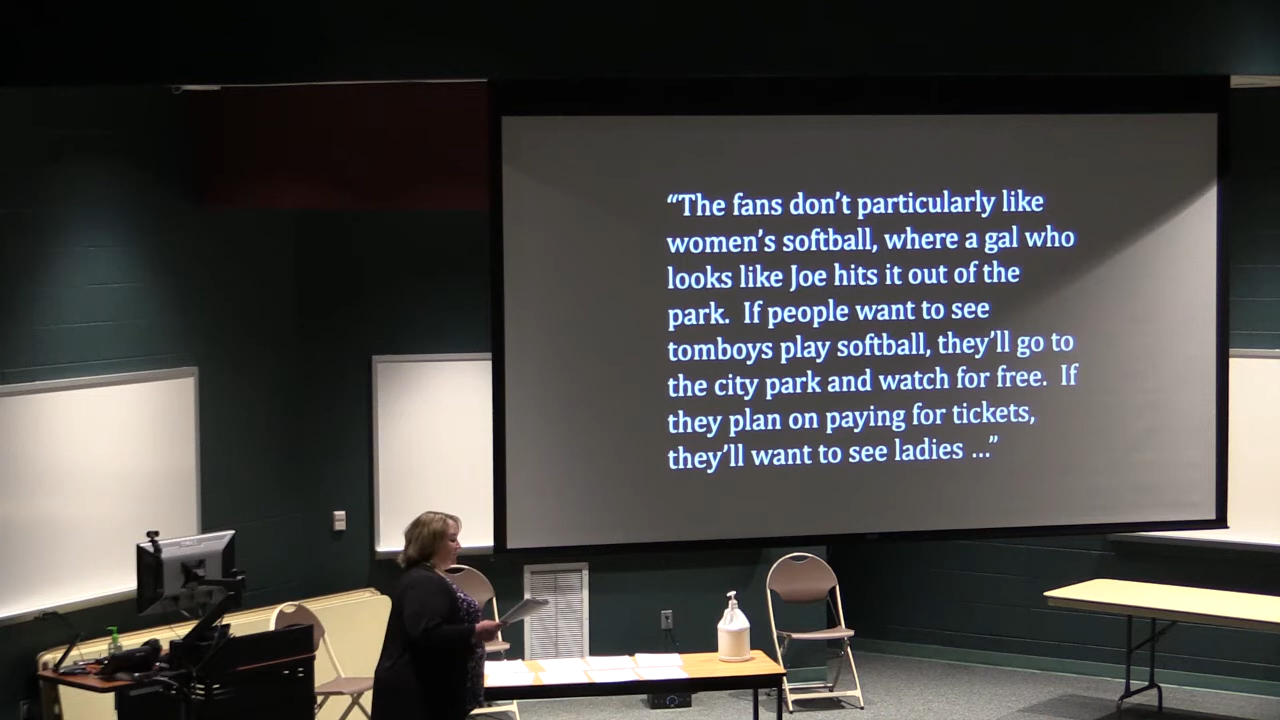 “The fans don’t particularly like
women’s softball, where a gal who
looks like Joe hits it out of the
park.  If people want to see
tomboys play softball, they’ll go to
the city park and watch for free.  If
they plan on paying for tickets,
they’ll want to see ladies ...”